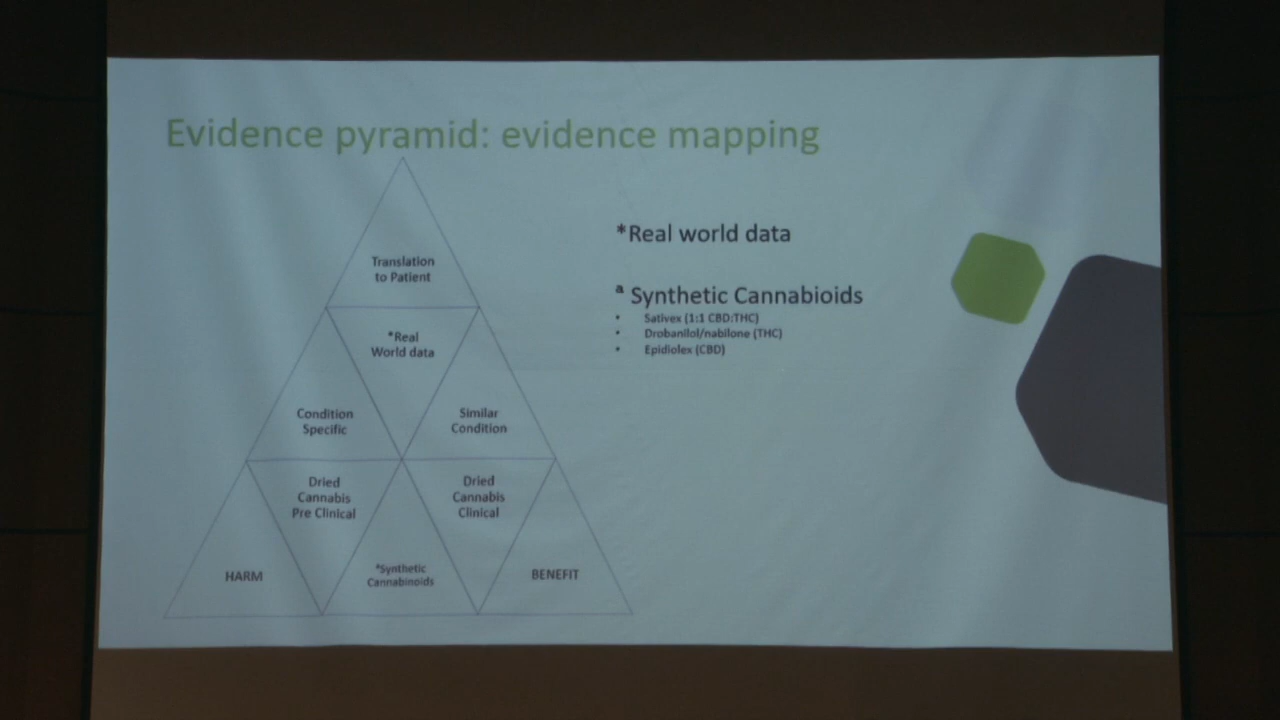 Evidence pyramid: evidence mapping
Translation
to Patient
*Real
World data
Condition
Specific
Similar
Condition
Dried
Cannabis
Pre Clinical
Dried
Cannabis
Clinical
HARM
*Synthetic
Cannabinoids
BENEFIT
*Real world data
ª Synthetic Cannabioids
• Sativex (1:1 CBD:THC)
• Drobanilol/nabilone (THC)
• Epidiolex (CBD)